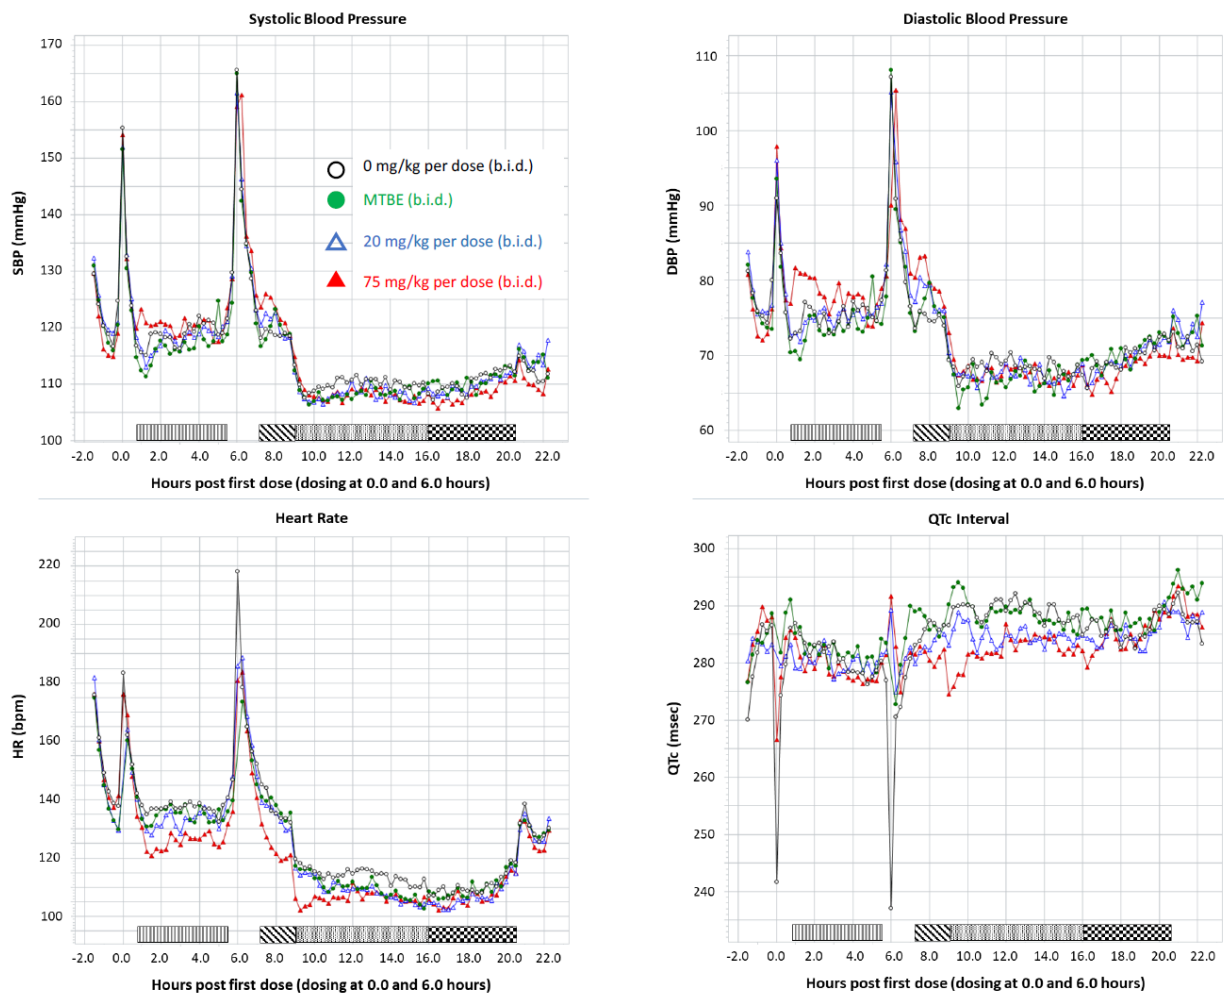 Systolic Blood Pressure
170
160
150
140
130
120
110
100
SBP (mmHg)
0 mg/kg per dose (b.i.d.)
MTBE (b.i.d.)
20 mg/kg per dose (b.i.d.)
75 mg/kg per dose (b.i.d.)
-2.0 0.0 2.0 4.0 6.0 8.0 10.0 12.0 14.0 16.0 18.0 20.0 22.0
Hours post first dose (dosing at 0.0 and 6.0 hours)
Diastolic Blood Pressure
110
100
90
80
70
60
DBP (mmHg)
-2.0 0.0 2.0 4.0 6.0 8.0 10.0 12.0 14.0 16.0 18.0 20.0 22.0
Hours post first dose (dosing at 0.0 and 6.0 hours)
Heart Rate
220
200
180
160
140
120
100
HR (bpm)
-2.0 0.0 2.0 4.0 6.0 8.0 10.0 12.0 14.0 16.0 18.0 20.0 22.0
Hours post first dose (dosing at 0.0 and 6.0 hours)
QTc Interval
300
290
280
270
260
250
240
QTc (msec)
-2.0 0.0 2.0 4.0 6.0 8.0 10.0 12.0 14.0 16.0 18.0 20.0 22.0
Hours post first dose (dosing at 0.0 and 6.0 hours)